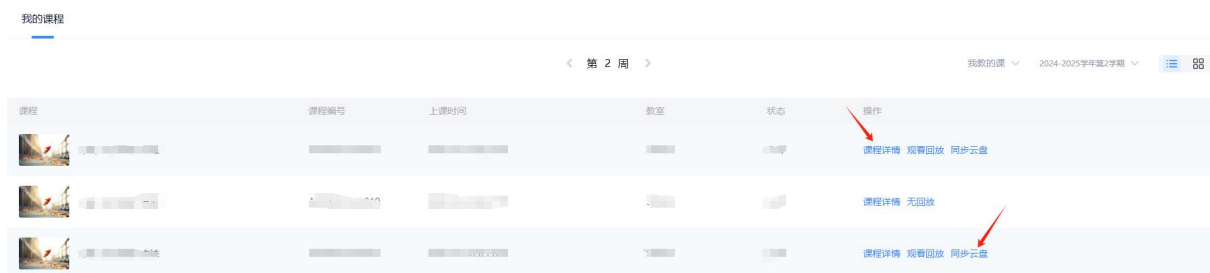 我的课程
第 2 周
我教的课 2024-2025学年第2学期
课程 课程编号 上课时间 教室 状态 操作
课程详情 观看回放 同步云盘
课程详情 无回放
课程详情 观看回放 同步云盘